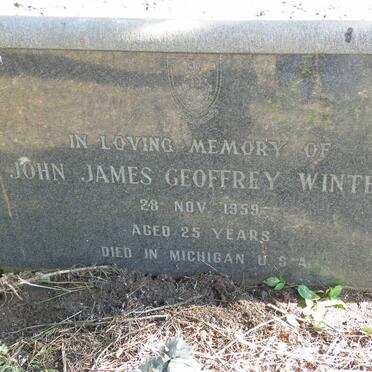 IN LOVING MEMORY OF
JOHN JAMES GEOFFREY WINTE
28 NOV. 1959
AGED 25 YEARS
DIED IN MICHIGAN U.S.A.